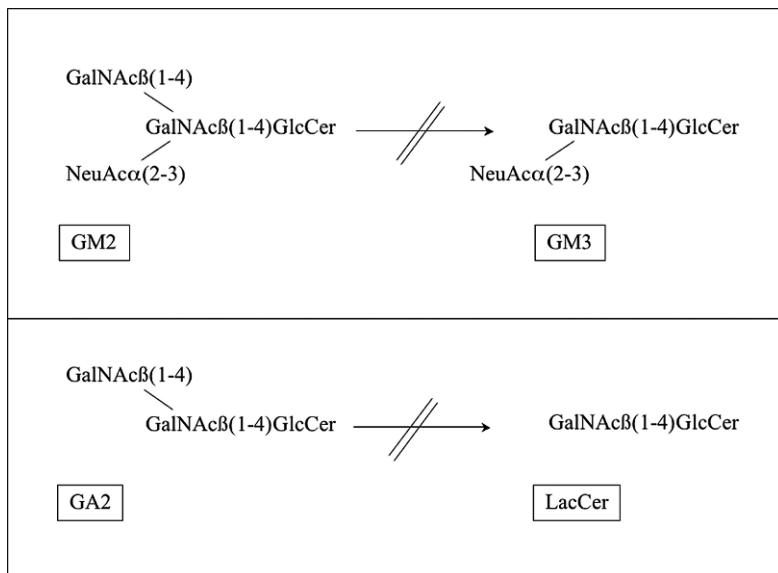 GalNAcß(1-4)
GalNAcß(1-4)GlcCer
GalNAcß(1-4)GlcCer
NeuAcα(2-3)
NeuAcα(2-3)
GM2
GM3
GalNAcß(1-4)
GalNAcß(1-4)GlcCer
GalNAcß(1-4)GlcCer
GA2
LacCer